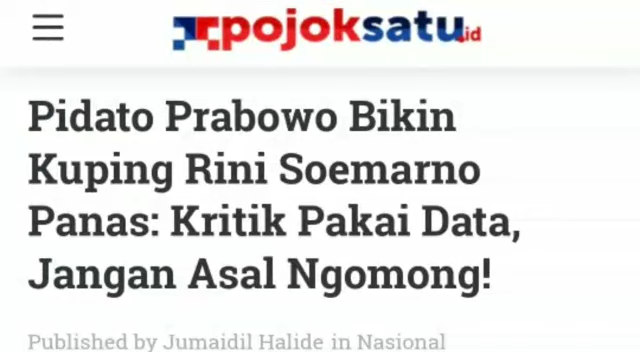 pojoksatu.id
Pidato Prabowo Bikin
Kuping Rini Soemarno
Panas: Kritik Pakai Data,
Jangan Asal Ngomong!
Published by Jumaidil Halide in Nasional